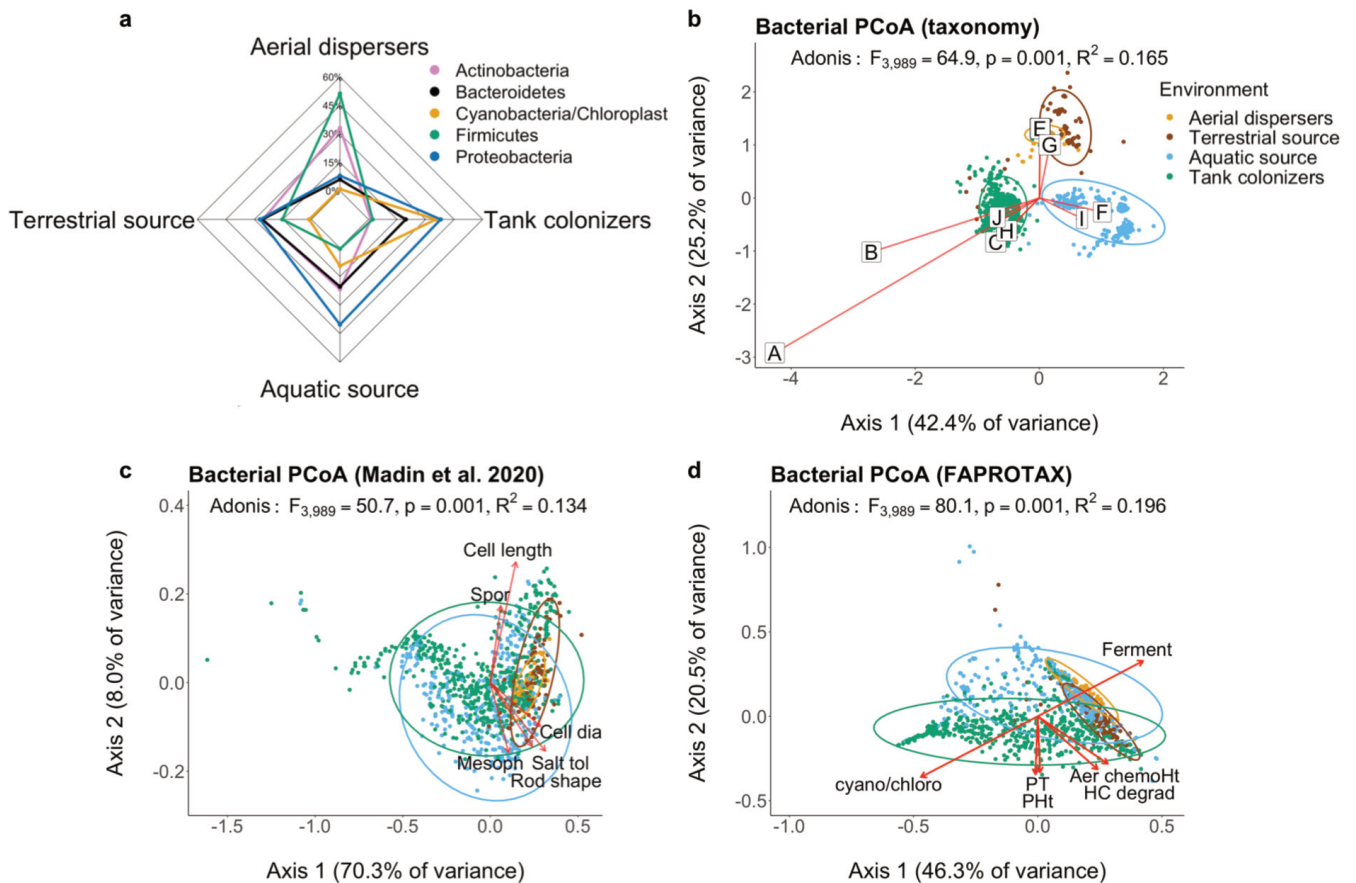 a
Aerial dispersers
60%
45%
30%
15%
0%
Terrestrial source
Tank colonizers
Aquatic source
Actinobacteria
Bacteroidetes
Cyanobacteria/Chloroplast
Firmicutes
Proteobacteria
b
Bacterial PCoA (taxonomy)
Adonis : F3,989 = 64.9, p = 0.001, R2 = 0.165
Axis 2 (25.2% of variance)
2
1
0
-1
-2
-3
E
G
J
H
C
I
F
B
A
-4
-2
0
2
Axis 1 (42.4% of variance)
Environment
Aerial dispersers
Terrestrial source
Aquatic source
Tank colonizers
c
Bacterial PCoA (Madin et al. 2020)
Adonis : F3,989 = 50.7, p = 0.001, R2 = 0.134
Axis 2 (8.0% of variance)
0.4
0.2
0.0
-0.2
Cell length
Spor
Cell dia
Mesoph
Salt tol
Rod shape
-1.5
-1.0
-0.5
0.0
0.5
Axis 1 (70.3% of variance)
d
Bacterial PCoA (FAPROTAX)
Adonis : F3,989 = 80.1, p = 0.001, R2 = 0.196
Axis 2 (20.5% of variance)
1.0
0.5
0.0
-0.5
Ferment
cyano/chloro
PT
PHt
Aer chemoHt
HC degrad
-1.0
-0.5
0.0
0.5
Axis 1 (46.3% of variance)